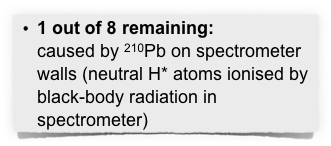 • 1 out of 8 remaining:
caused by ²¹⁰Pb on spectrometer
walls (neutral H* atoms ionised by
black-body radiation in
spectrometer)